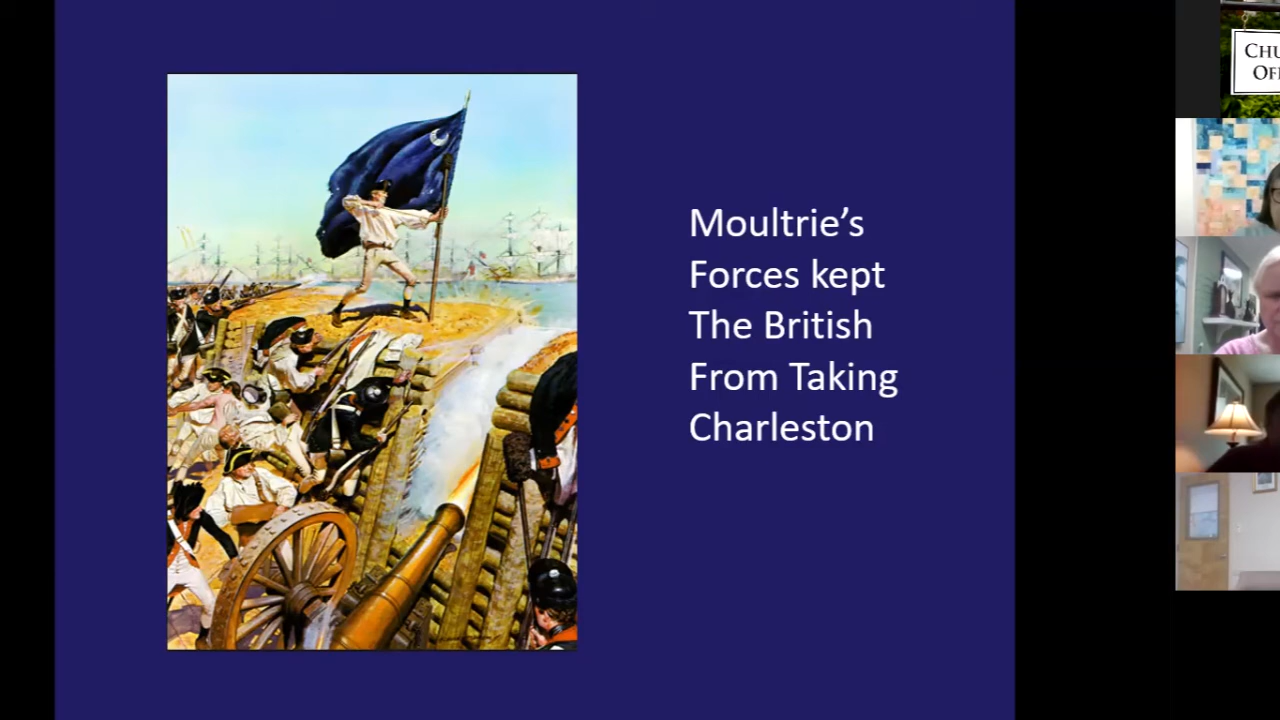 Moultrie’s
Forces kept
The British
From Taking
Charleston